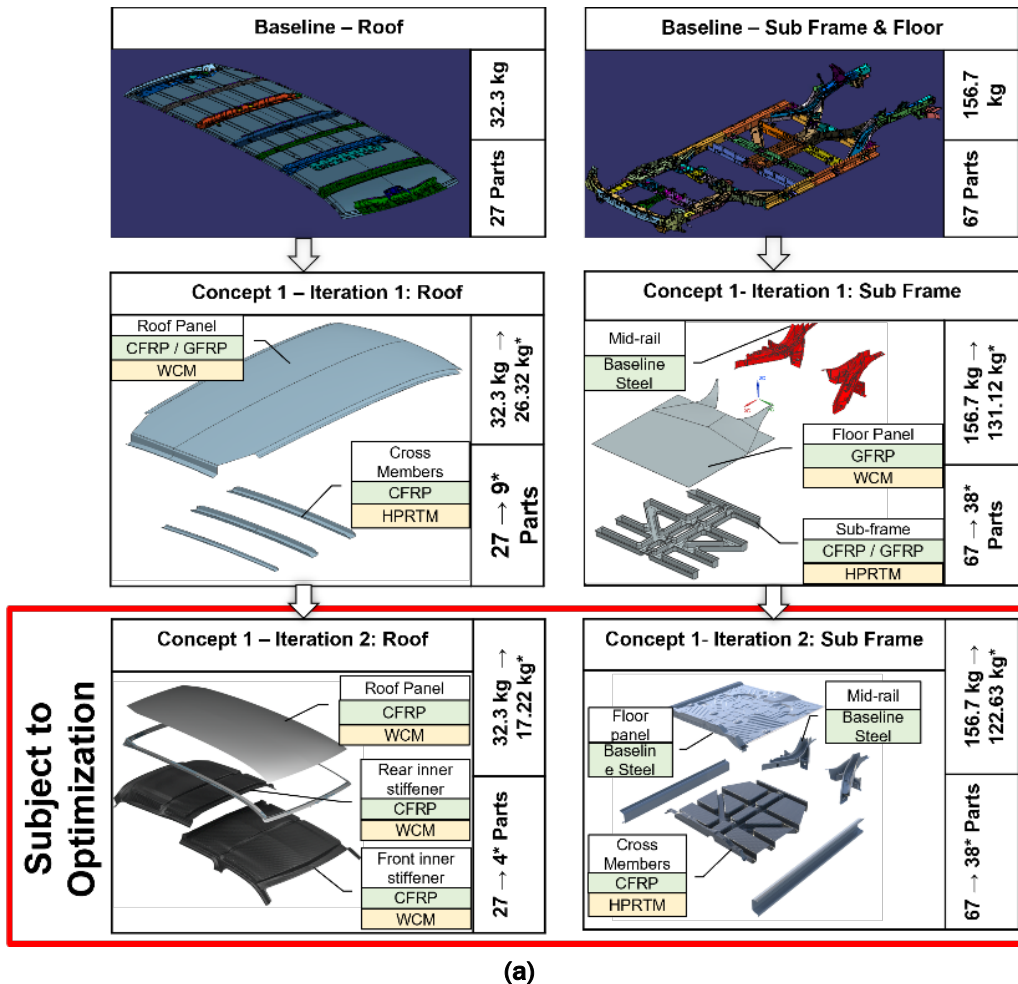 Baseline – Roof
32.3 kg
27 Parts
Baseline – Sub Frame & Floor
156.7
kg
67 Parts
Concept 1 – Iteration 1: Roof
Roof Panel
CFRP / GFRP
WCM
Cross
Members
CFRP
HPRTM
32.3 kg →
26.32 kg*
27 → 9*
Parts
Concept 1- Iteration 1: Sub Frame
Mid-rail
Baseline
Steel
Floor Panel
GFRP
WCM
Sub-frame
CFRP / GFRP
HPRTM
156.7 kg →
131.12 kg*
67 → 38*
Parts
Subject to
Optimization
Concept 1 – Iteration 2: Roof
Roof Panel
CFRP
WCM
Rear inner
stiffener
CFRP
WCM
Front inner
stiffener
CFRP
WCM
32.3 kg →
17.22 kg*
27 → 4* Parts
Concept 1- Iteration 2: Sub Frame
Floor
panel
Baselin
e Steel
Mid-rail
Baseline
Steel
Cross
Members
CFRP
HPRTM
156.7 kg →
122.63 kg*
67 → 38* Parts
(a)